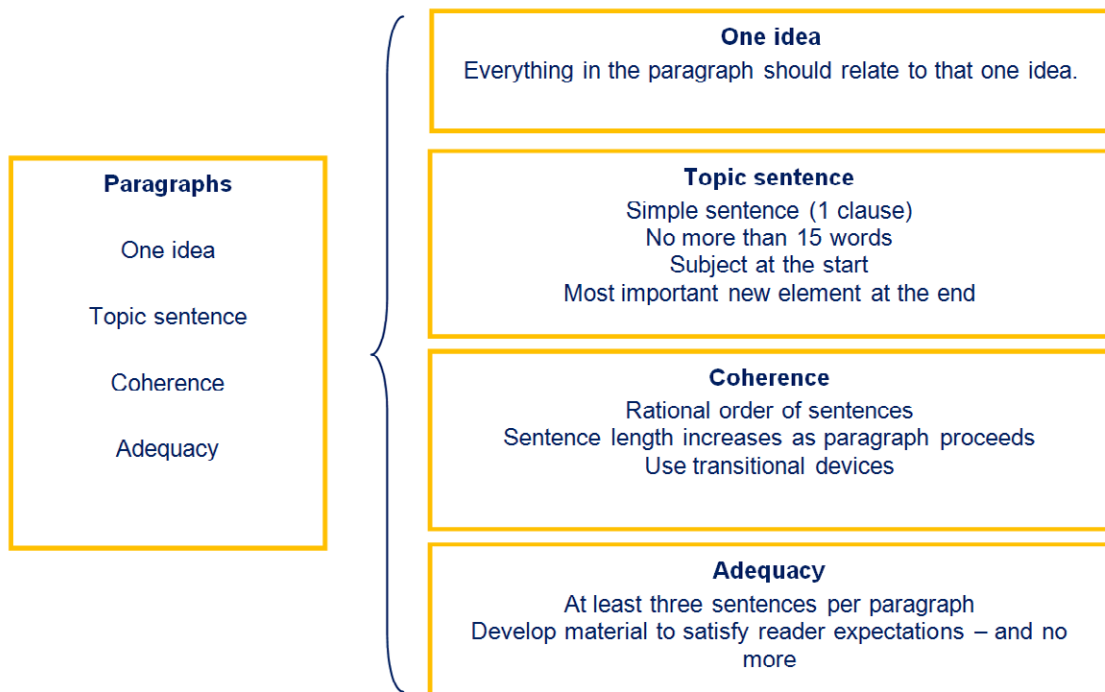 Paragraphs
One idea
Topic sentence
Coherence
Adequacy
One idea
Everything in the paragraph should relate to that one idea.
Topic sentence
Simple sentence (1 clause)
No more than 15 words
Subject at the start
Most important new element at the end
Coherence
Rational order of sentences
Sentence length increases as paragraph proceeds
Use transitional devices
Adequacy
At least three sentences per paragraph
Develop material to satisfy reader expectations – and no
more